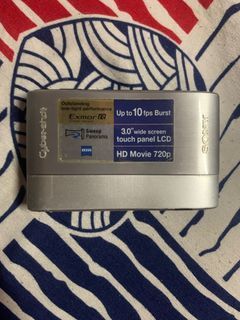 Cyber-shot
Outstanding
low-light performance
Exmor R
Sweep
Panorama
ZEISS
Up to 10 fps Burst
3.0" wide screen
touch panel LCD
HD Movie 720p
SONY